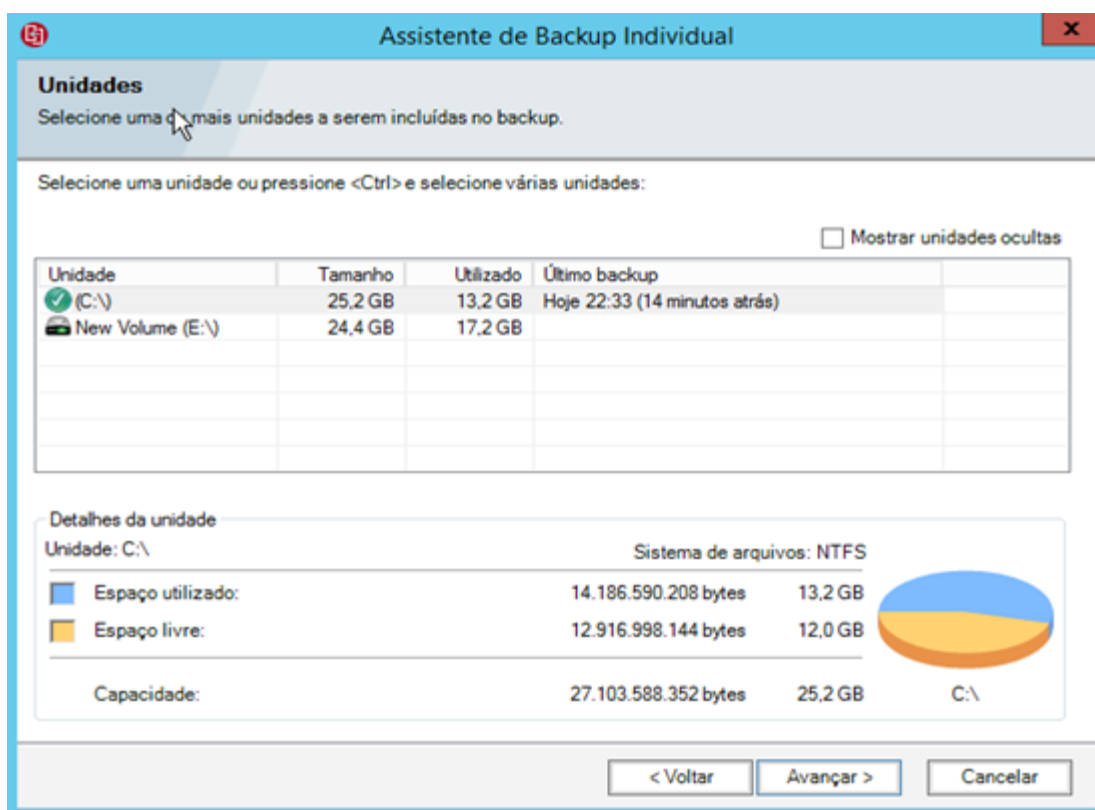 Assistente de Backup Individual
x
Unidades
Selecione uma ou mais unidades a serem incluídas no backup.
Selecione uma unidade ou pressione <Ctrl> e selecione várias unidades:
Mostrar unidades ocultas
Unidade Tamanho Utilizado Último backup
(C:\) 25,2 GB 13,2 GB Hoje 22:33 (14 minutos atrás)
New Volume (E:\) 24,4 GB 17,2 GB
Detalhes da unidade
Unidade: C:\ Sistema de arquivos: NTFS
Espaço utilizado: 14.186.590.208 bytes 13,2 GB
Espaço livre: 12.916.998.144 bytes 12,0 GB
Capacidade: 27.103.588.352 bytes 25,2 GB C:\
< Voltar Avançar > Cancelar